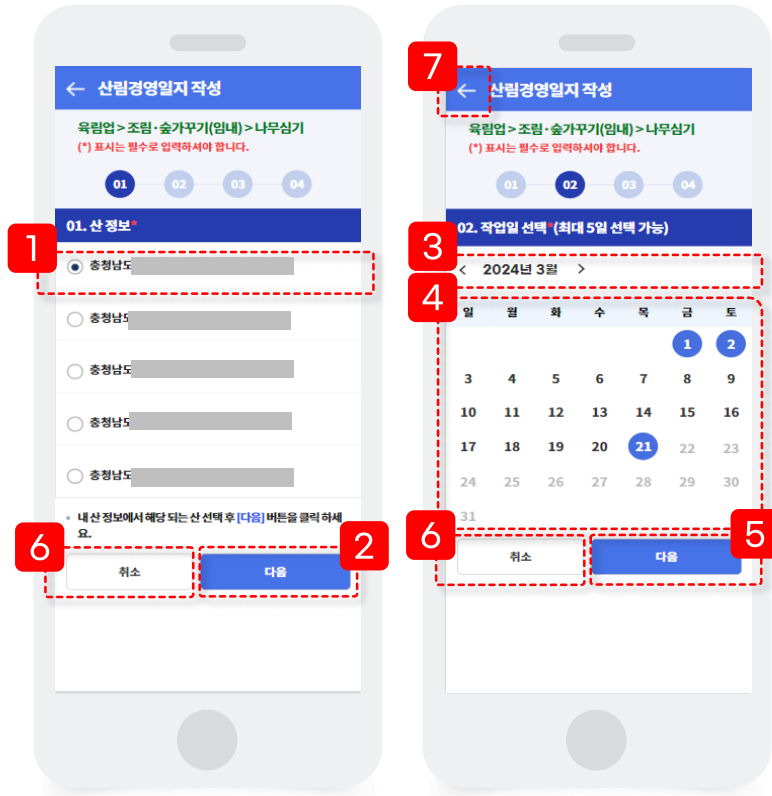 ← 산림경영일지 작성
육림업 > 조림·숲가꾸기(임내) > 나무심기
(*) 표시는 필수로 입력하셔야 합니다.
01 02 03 04
01. 산 정보*
1
충청남도
충청남도
충청남도
충청남도
충청남도
• 내 산 정보에서 해당 되는 산 선택 후 [다음] 버튼을 클릭 하세
요.
6 2
취소 다음
7
← 산림경영일지 작성
육림업 > 조림·숲가꾸기(임내) > 나무심기
(*) 표시는 필수로 입력하셔야 합니다.
01 02 03 04
02. 작업일 선택*(최대 5일 선택 가능)
3
< 2024년 3월 >
4
일 월 화 수 목 금 토
1 2
3 4 5 6 7 8 9
10 11 12 13 14 15 16
17 18 19 20 21 22 23
24 25 26 27 28 29 30
31
6 5
취소 다음